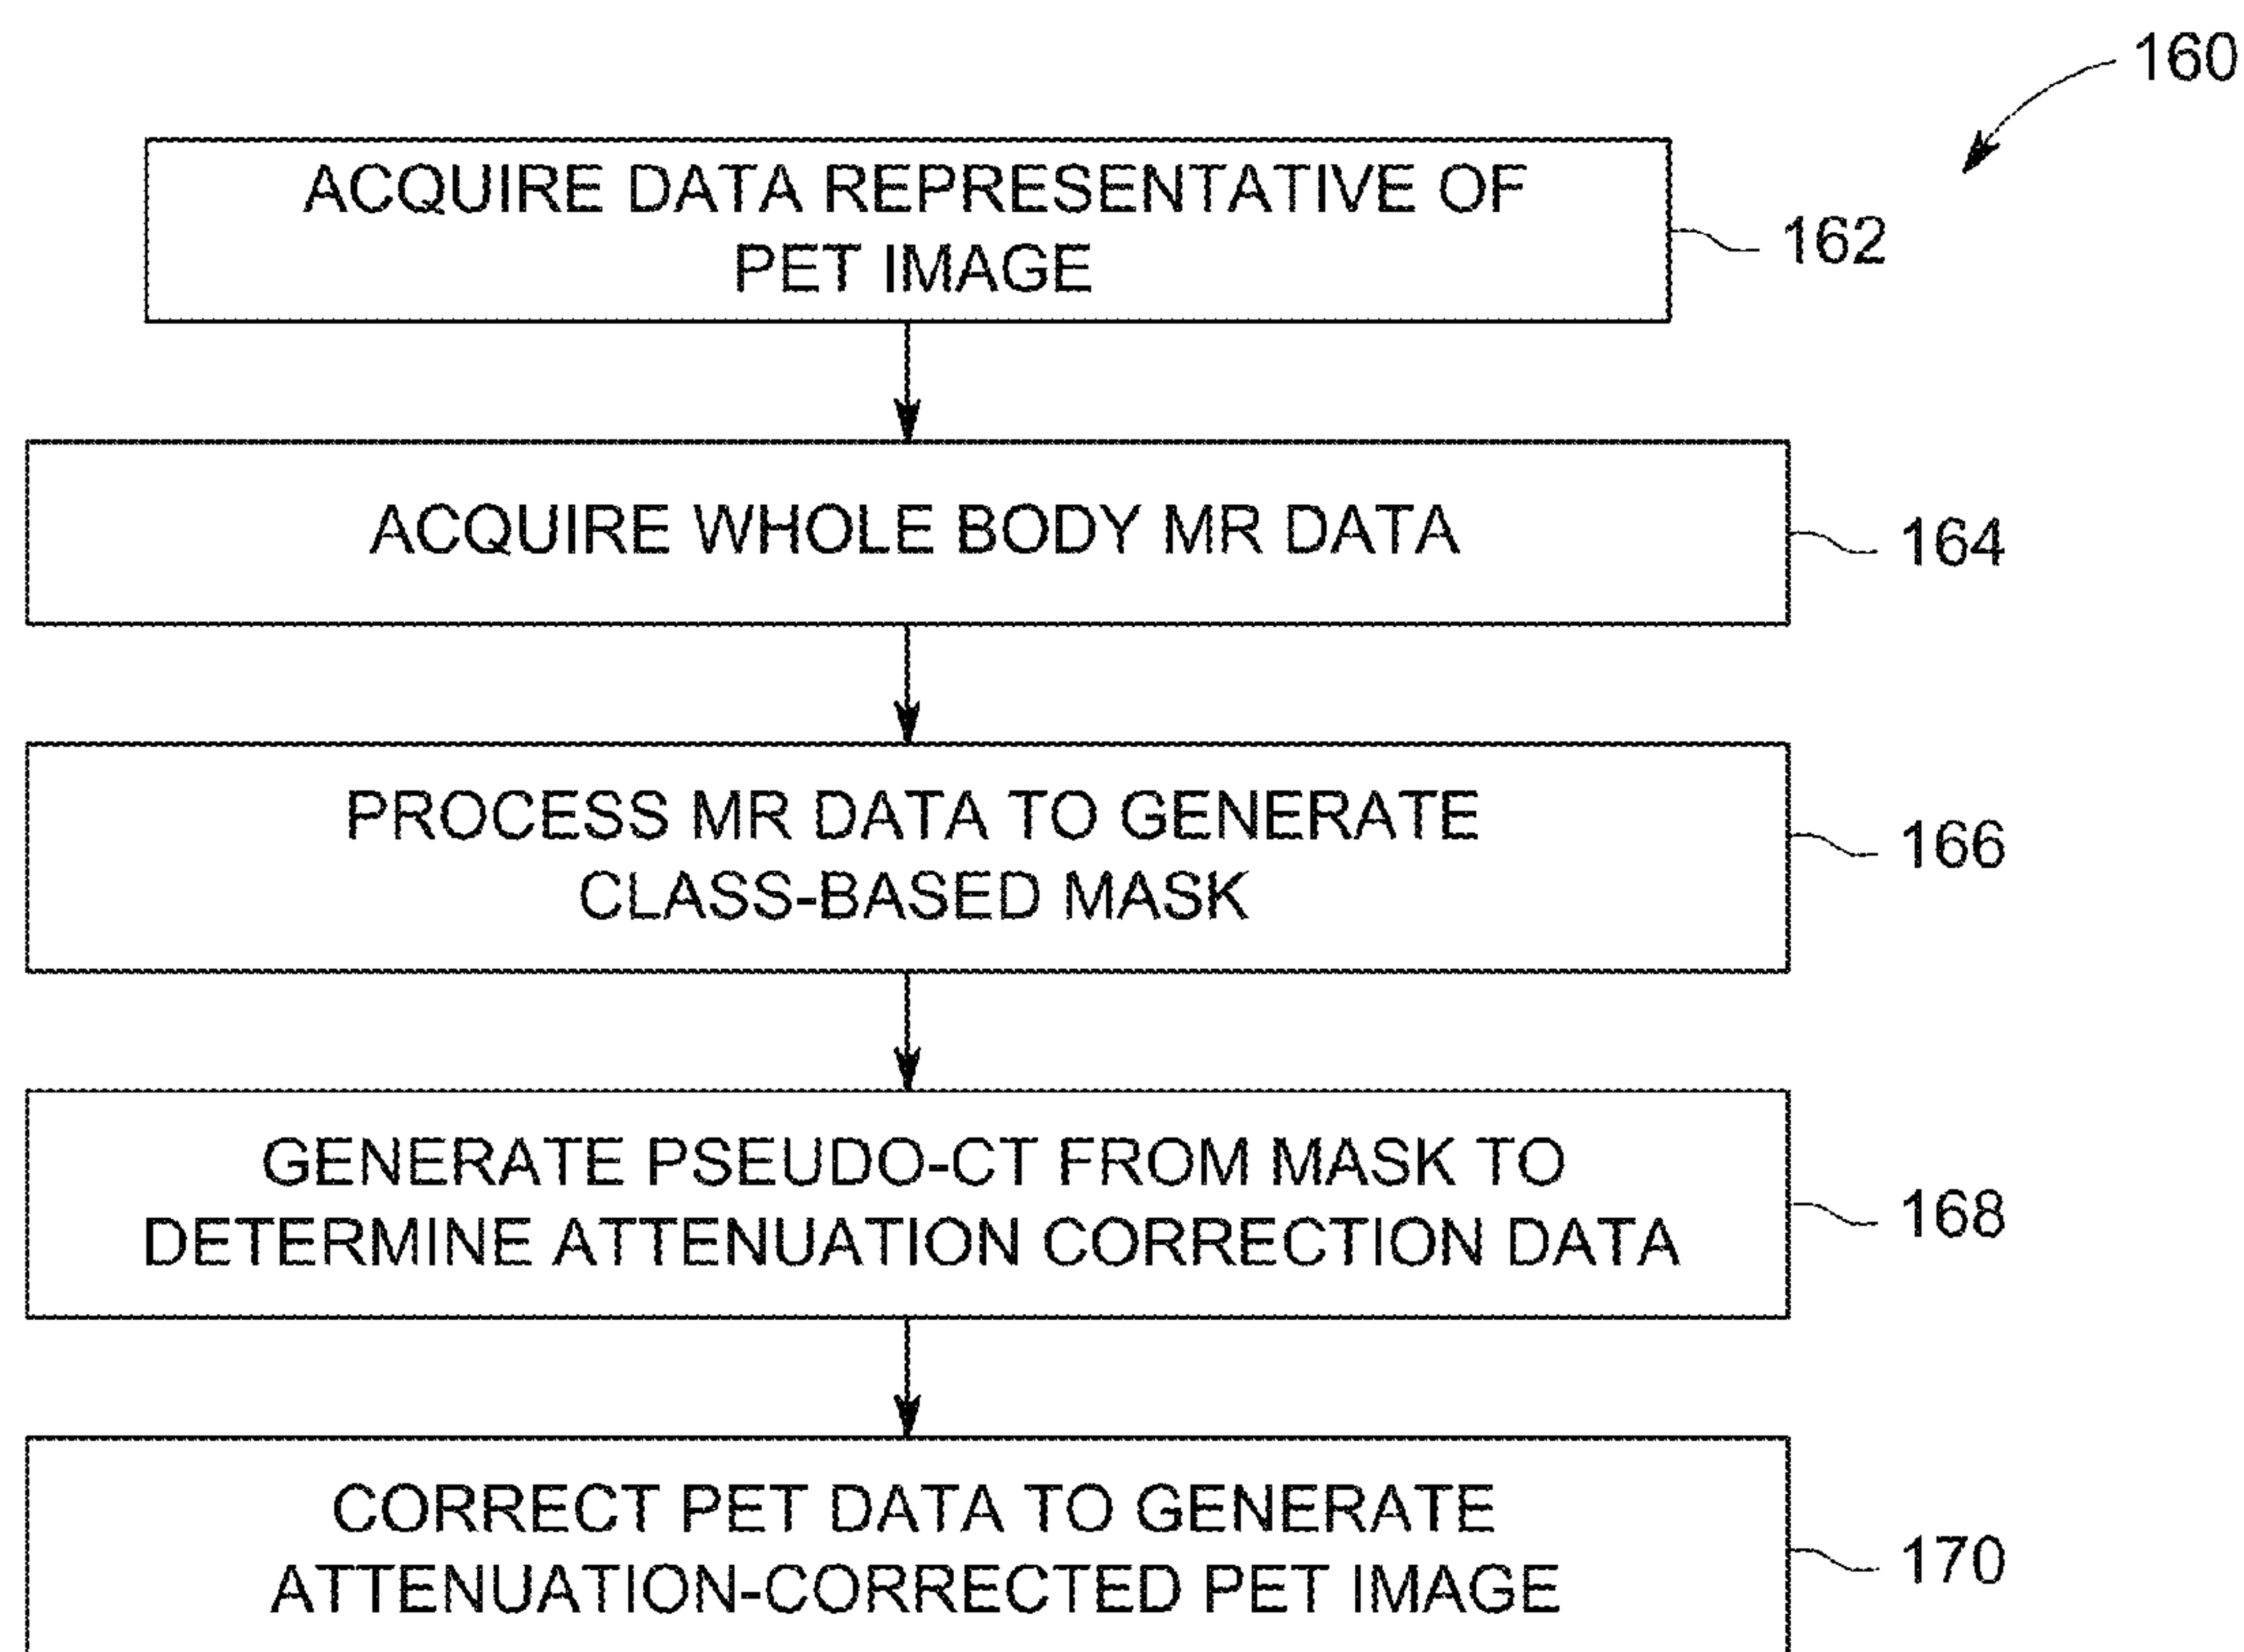 160
ACQUIRE DATA REPRESENTATIVE OF
PET IMAGE
162
ACQUIRE WHOLE BODY MR DATA
164
PROCESS MR DATA TO GENERATE
CLASS-BASED MASK
166
GENERATE PSEUDO-CT FROM MASK TO
DETERMINE ATTENUATION CORRECTION DATA
168
CORRECT PET DATA TO GENERATE
ATTENUATION-CORRECTED PET IMAGE
170